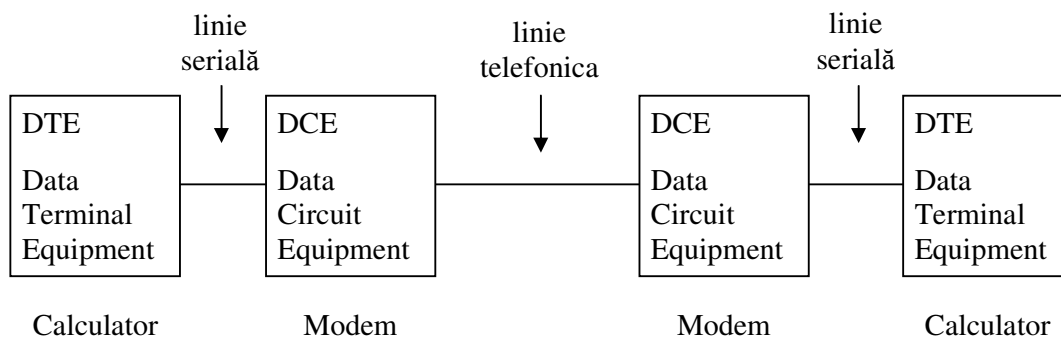 linie
serială
linie
telefonica
linie
serială
DTE
Data
Terminal
Equipment
DCE
Data
Circuit
Equipment
DCE
Data
Circuit
Equipment
DTE
Data
Terminal
Equipment
Calculator
Modem
Modem
Calculator